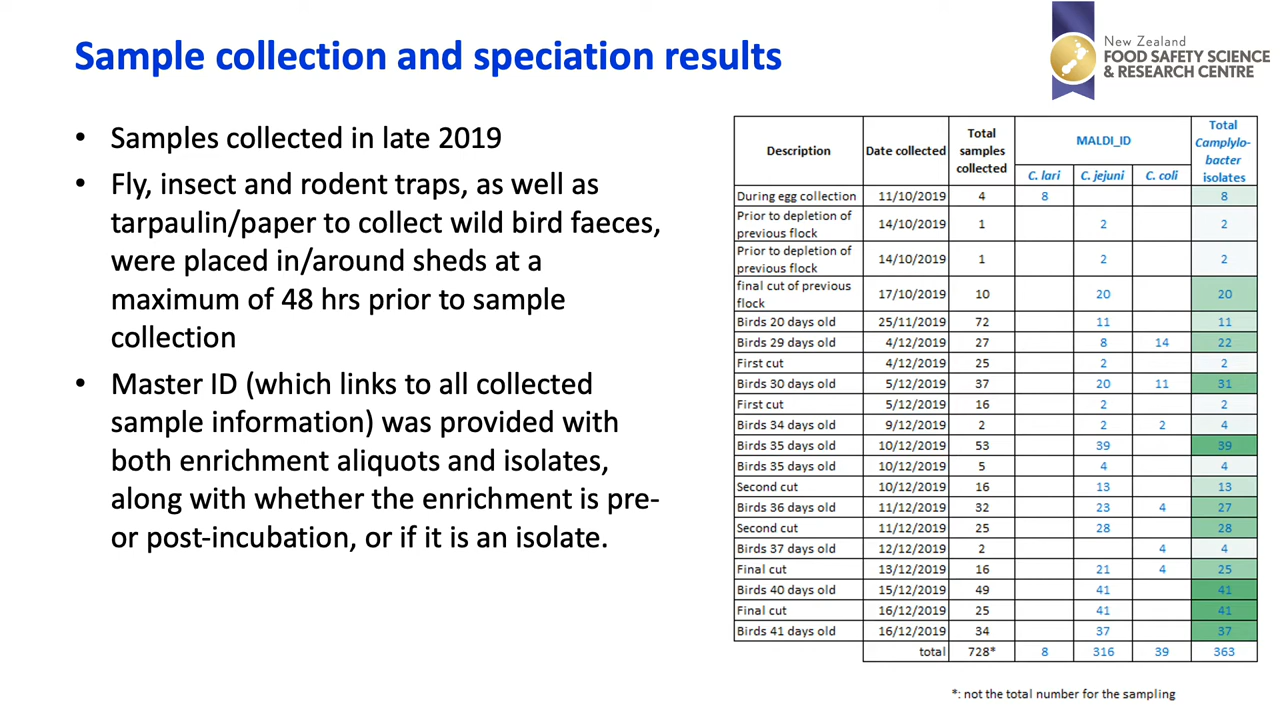 Sample collection and speciation results
New Zealand
FOOD SAFETY SCIENCE
& RESEARCH CENTRE
• Samples collected in late 2019
• Fly, insect and rodent traps, as well as
tarpaulin/paper to collect wild bird faeces,
were placed in/around sheds at a
maximum of 48 hrs prior to sample
collection
• Master ID (which links to all collected
sample information) was provided with
both enrichment aliquots and isolates,
along with whether the enrichment is pre-
or post-incubation, or if it is an isolate.
Description Date collected Total samples collected MALDI_ID Total Camplylo-bacter isolates
C. lari C. jejuni C. coli
During egg collection 11/10/2019 4 8 8
Prior to depletion of previous flock 14/10/2019 1 2 2
Prior to depletion of previous flock 14/10/2019 1 2 2
final cut of previous flock 17/10/2019 10 20 20
Birds 20 days old 25/11/2019 72 11 11
Birds 29 days old 4/12/2019 27 8 14 22
First cut 4/12/2019 25 2 2
Birds 30 days old 5/12/2019 37 20 11 31
First cut 5/12/2019 16 2 2
Birds 34 days old 9/12/2019 2 2 2 4
Birds 35 days old 10/12/2019 53 39 39
Birds 35 days old 10/12/2019 5 4 4
Second cut 10/12/2019 16 13 13
Birds 36 days old 11/12/2019 32 23 4 27
Second cut 11/12/2019 25 28 28
Birds 37 days old 12/12/2019 2 4 4
Final cut 13/12/2019 16 21 4 25
Birds 40 days old 15/12/2019 49 41 41
Final cut 16/12/2019 25 41 41
Birds 41 days old 16/12/2019 34 37 37
total 728* 8 316 39 363
*: not the total number for the sampling